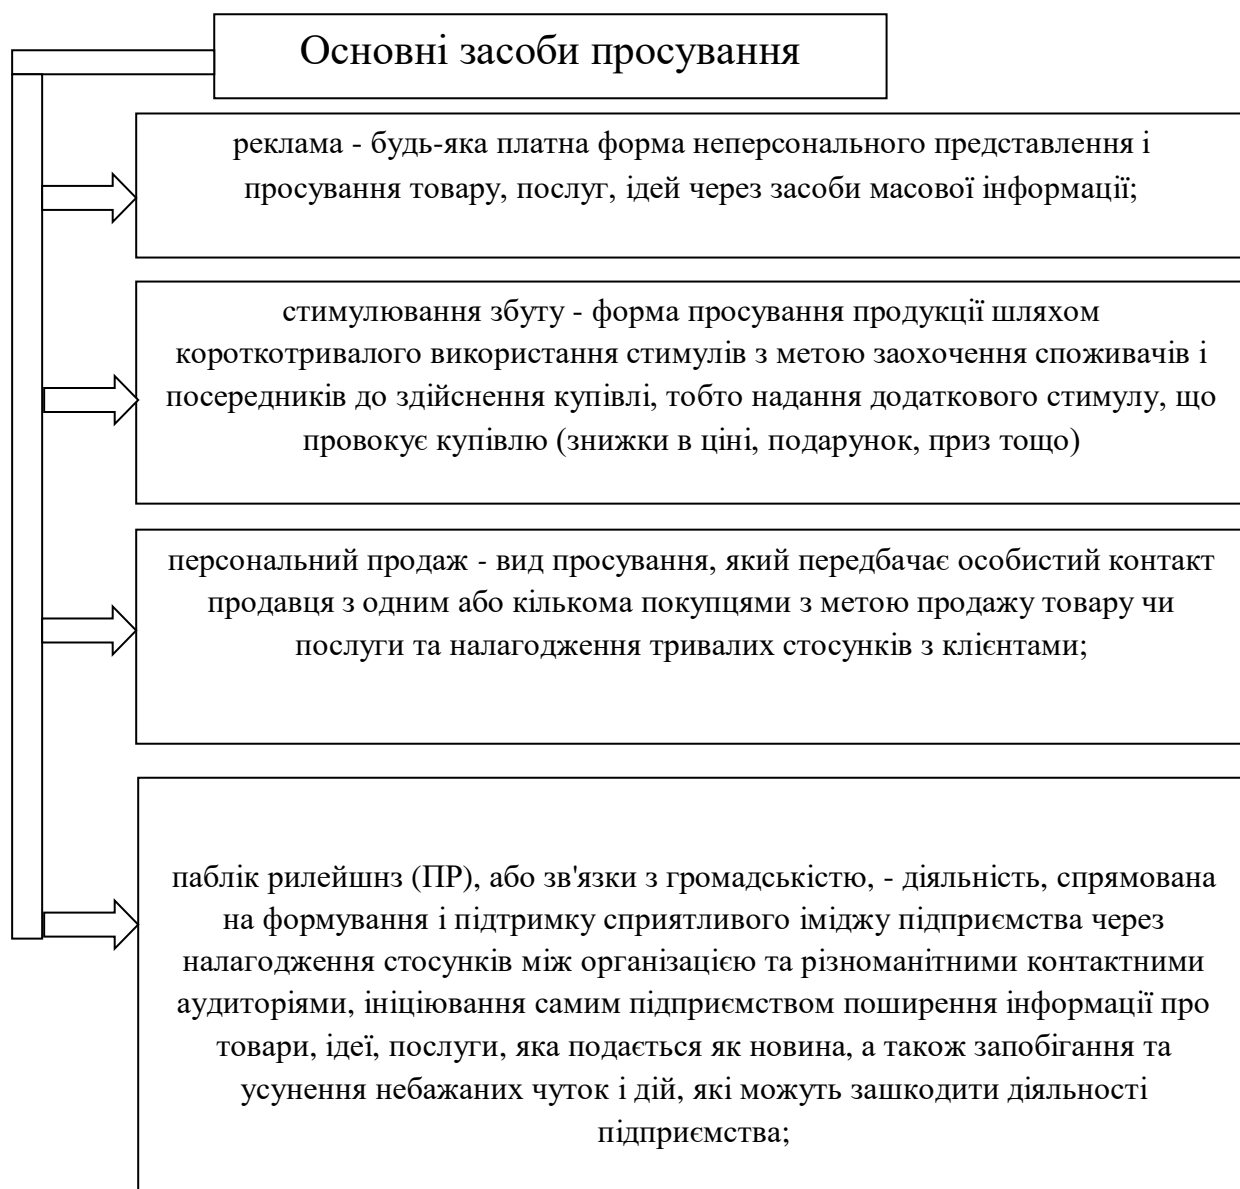 Основні засоби просування
реклама - будь-яка платна форма неперсонального представлення і
просування товару, послуг, ідей через засоби масової інформації;
стимулювання збуту - форма просування продукції шляхом
короткотривалого використання стимулів з метою заохочення споживачів і
посередників до здійснення купівлі, тобто надання додаткового стимулу, що
провокує купівлю (знижки в ціні, подарунок, приз тощо)
персональний продаж - вид просування, який передбачає особистий контакт
продавця з одним або кількома покупцями з метою продажу товару чи
послуги та налагодження тривалих стосунків з клієнтами;
паблік рилейшнз (ПР), або зв'язки з громадськістю, - діяльність, спрямована
на формування і підтримку сприятливого іміджу підприємства через
налагодження стосунків між організацією та різноманітними контактними
аудиторіями, ініціювання самим підприємством поширення інформації про
товари, ідеї, послуги, яка подається як новина, а також запобігання та
усунення небажаних чуток і дій, які можуть зашкодити діяльності
підприємства;